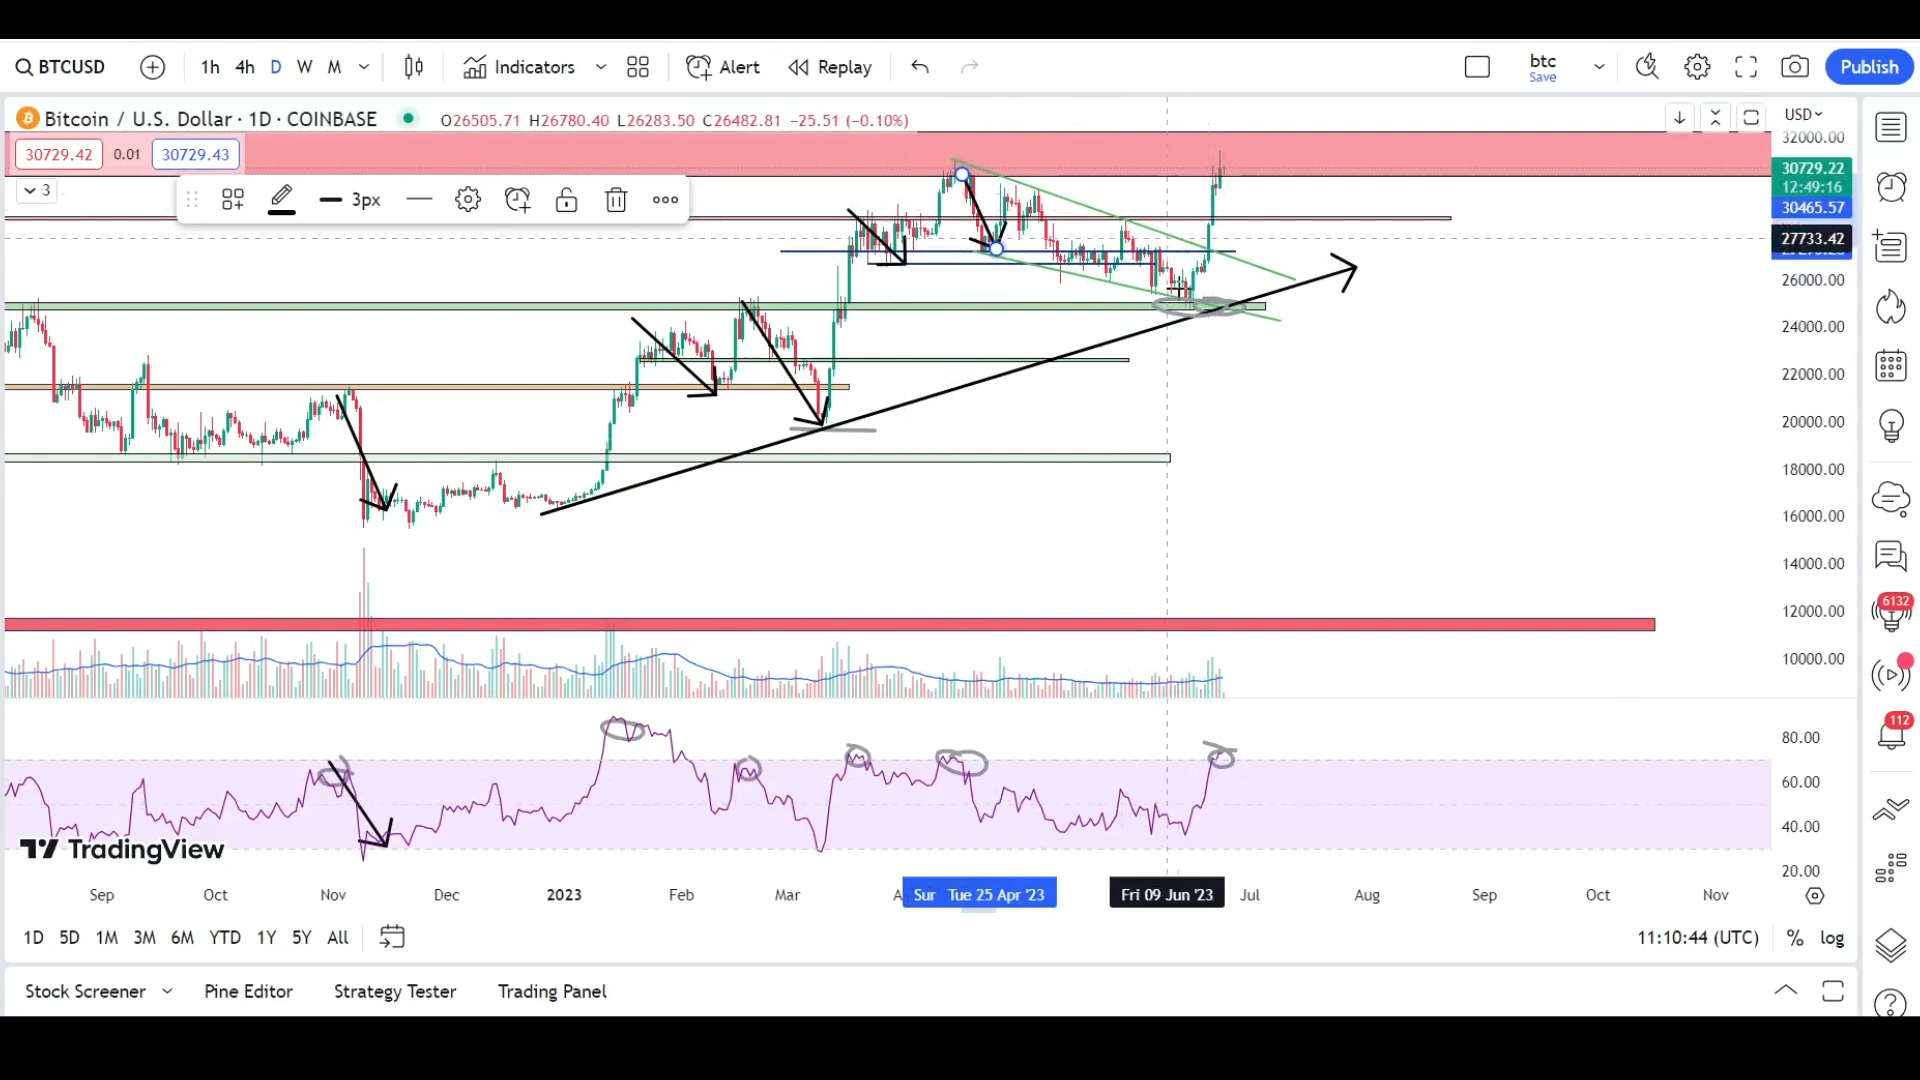 BTCUSD 1h 4h D W M Indicators Alert Replay btc Save Publish
Bitcoin / U.S. Dollar · 1D · COINBASE O26505.71 H26780.40 L26283.50 C26482.81 −25.51 (−0.10%) USD
32000.00
30729.42 0.01 30729.43
30729.22
12:49:16
3 3px
30465.57
27733.42
26000.00
24000.00
22000.00
20000.00
18000.00
16000.00
14000.00
12000.00
6132
10000.00
112
80.00
60.00
40.00
TradingView
20.00
Sep Oct Nov Dec 2023 Feb Mar A Sur Tue 25 Apr '23 Fri 09 Jun '23 Jul Aug Sep Oct Nov
1D 5D 1M 3M 6M YTD 1Y 5Y All 11:10:44 (UTC) % log
Stock Screener Pine Editor Strategy Tester Trading Panel